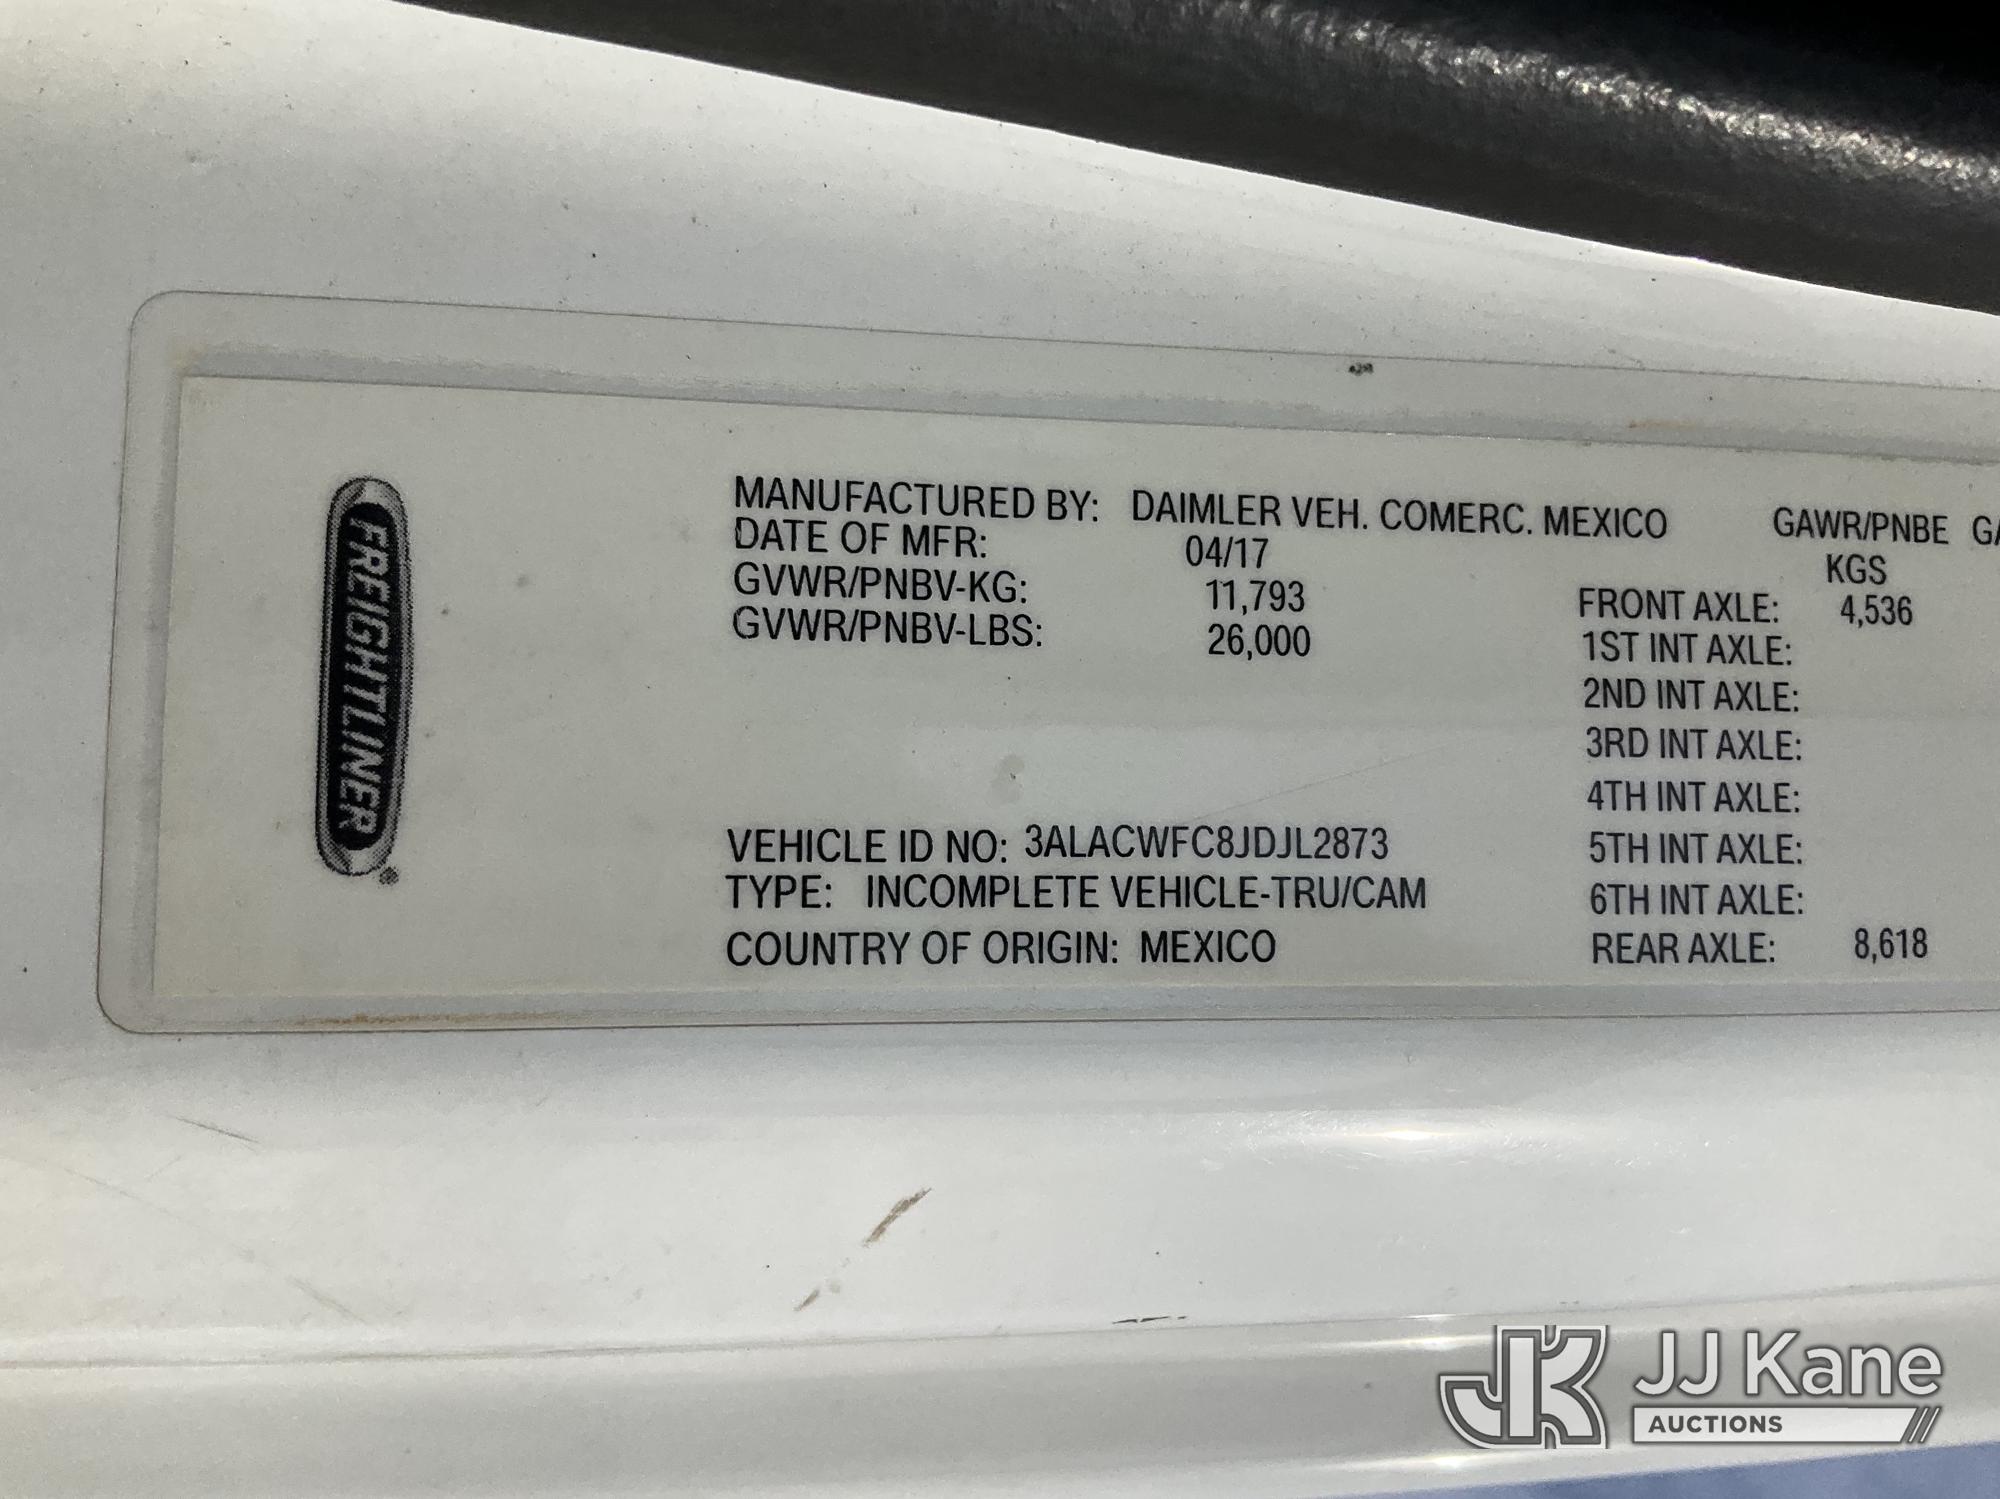 FREIGHTLINER®
MANUFACTURED BY: DAIMLER VEH. COMERC. MEXICO
DATE OF MFR: 04/17
GVWR/PNBV-KG: 11,793
GVWR/PNBV-LBS: 26,000
VEHICLE ID NO: 3ALACWFC8JDJL2873
TYPE: INCOMPLETE VEHICLE-TRU/CAM
COUNTRY OF ORIGIN: MEXICO
GAWR/PNBE
KGS
FRONT AXLE: 4,536
1ST INT AXLE:
2ND INT AXLE:
3RD INT AXLE:
4TH INT AXLE:
5TH INT AXLE:
6TH INT AXLE:
REAR AXLE: 8,618
JK JJ Kane
AUCTIONS